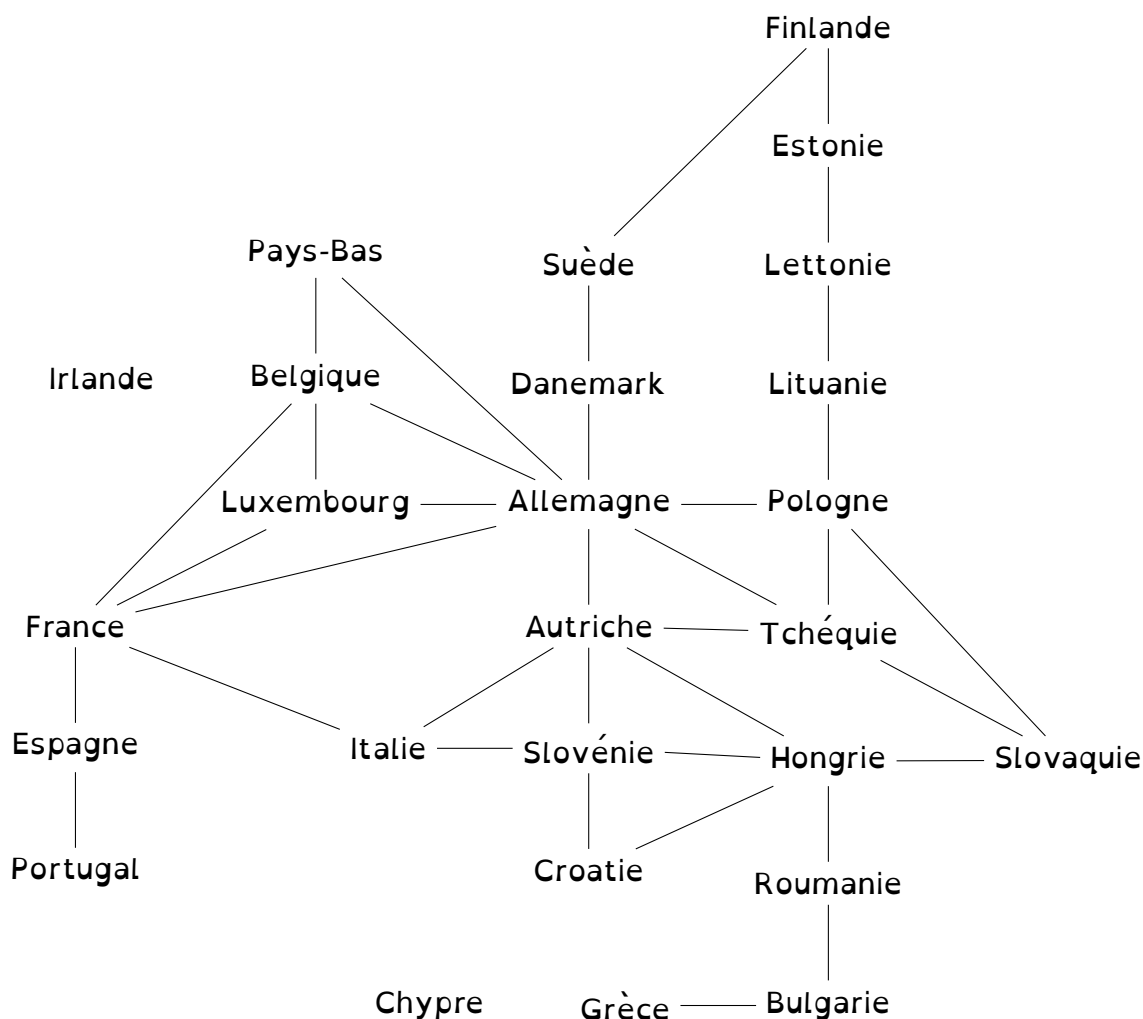 Finlande
Estonie
Pays-Bas
Suède
Lettonie
Irlande
Belgique
Danemark
Lituanie
Luxembourg
Allemagne
Pologne
France
Autriche
Tchéquie
Espagne
Italie
Slovénie
Hongrie
Slovaquie
Portugal
Croatie
Roumanie
Chypre
Grèce
Bulgarie